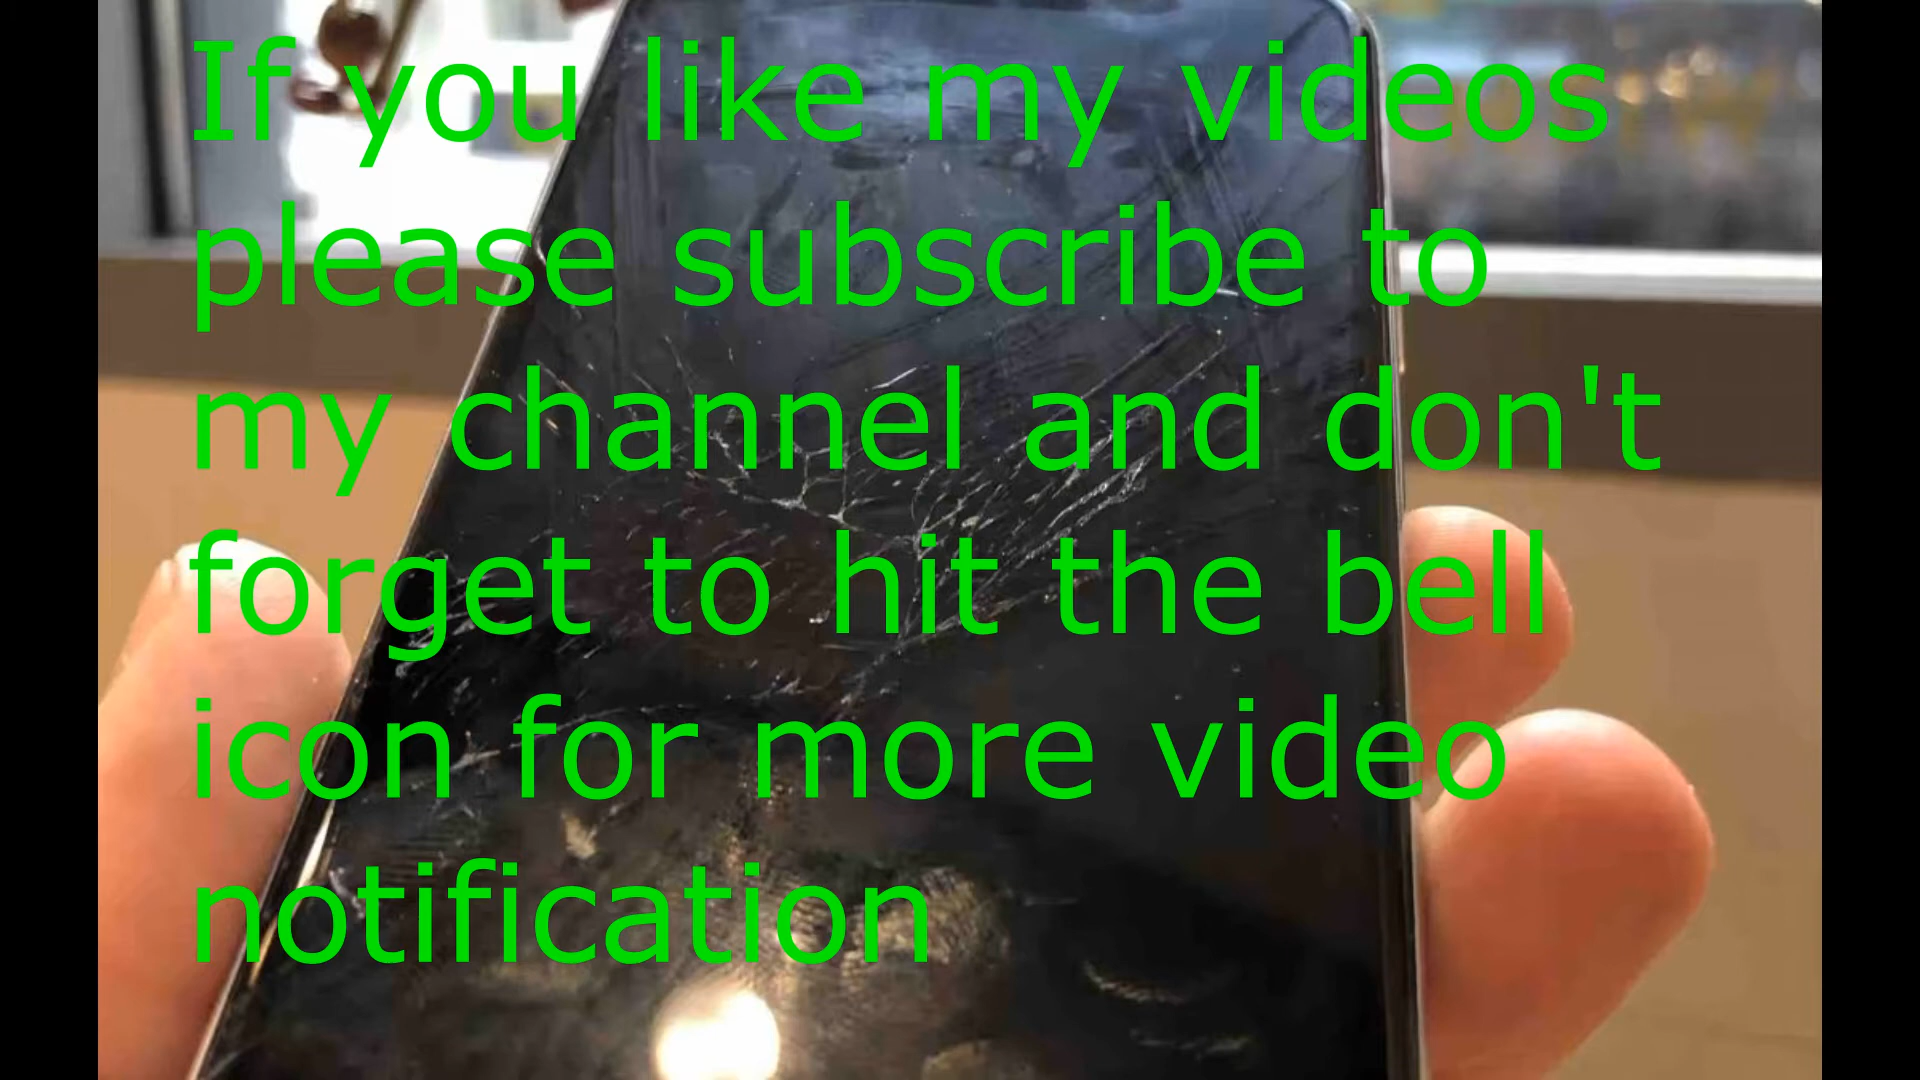 If you like my videos
please subscribe to
my channel and don't
forget to hit the bell
icon for more video
notification